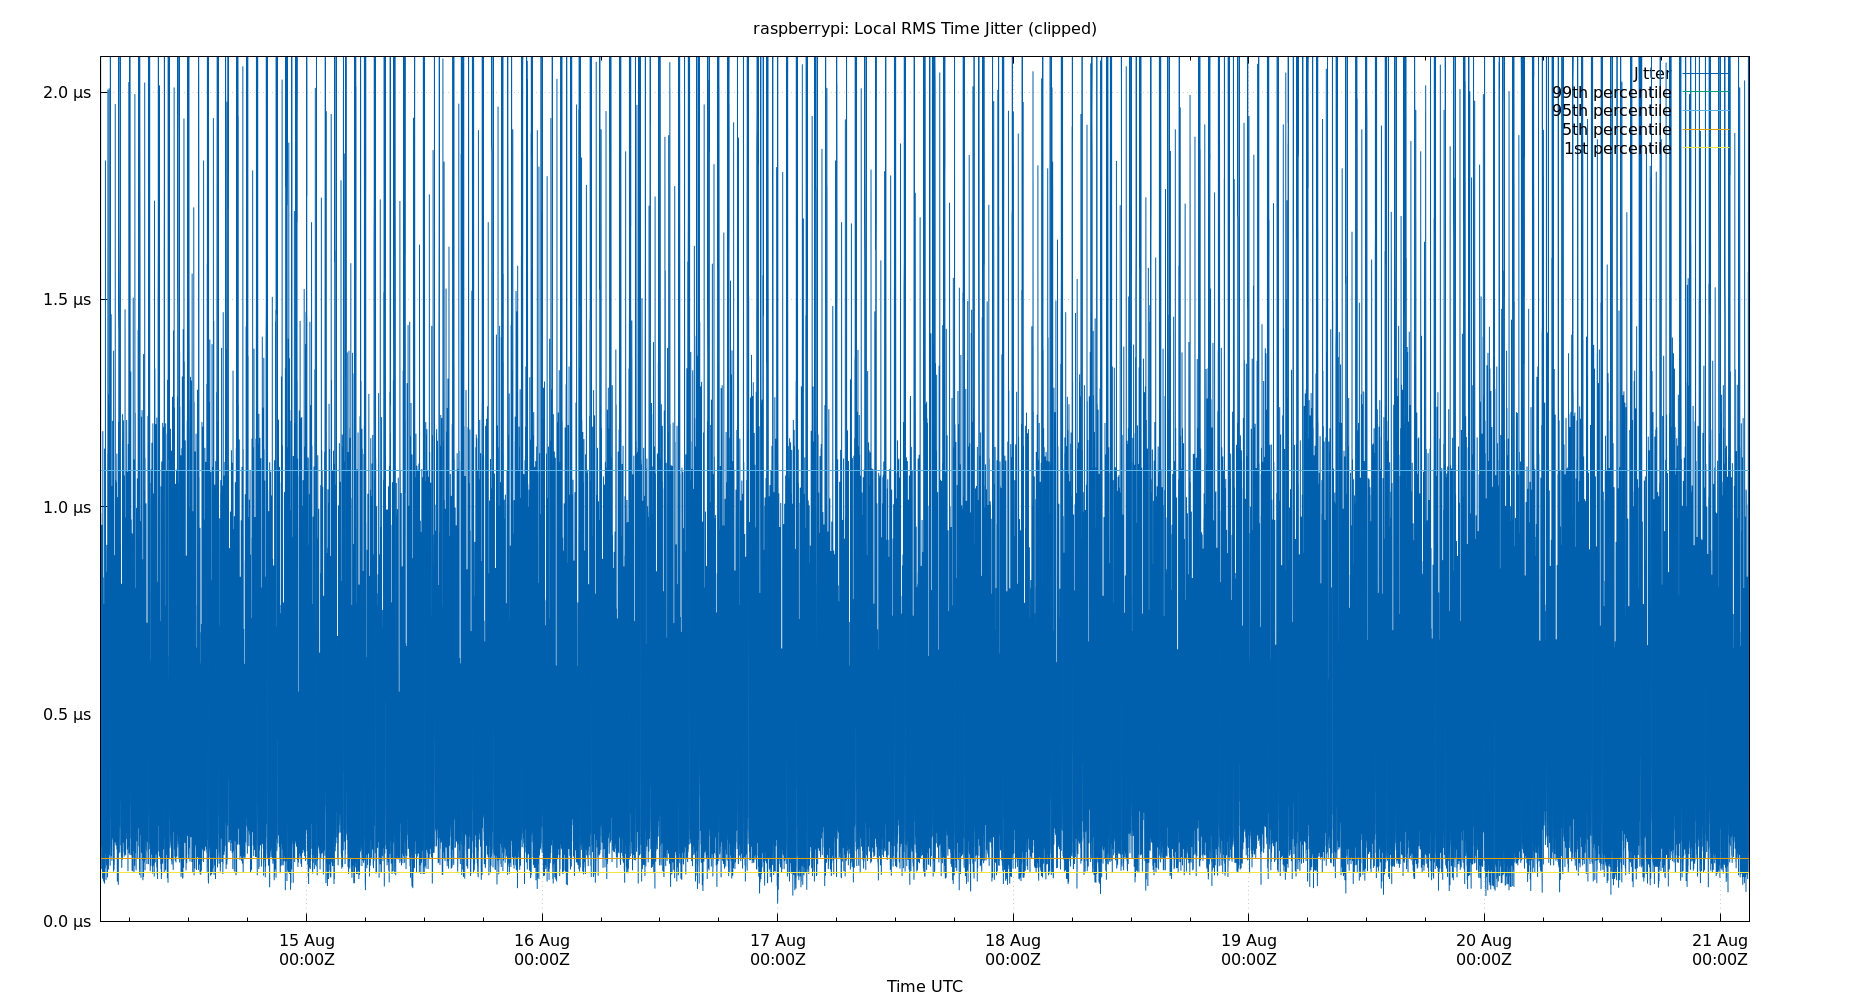 raspberrypi: Local RMS Time Jitter (clipped)
2.0 μs
1.5 μs
1.0 μs
0.5 μs
0.0 μs
Jitter
99th percentile
95th percentile
5th percentile
1st percentile
15 Aug
00:00Z
16 Aug
00:00Z
17 Aug
00:00Z
18 Aug
00:00Z
19 Aug
00:00Z
20 Aug
00:00Z
21 Aug
00:00Z
Time UTC